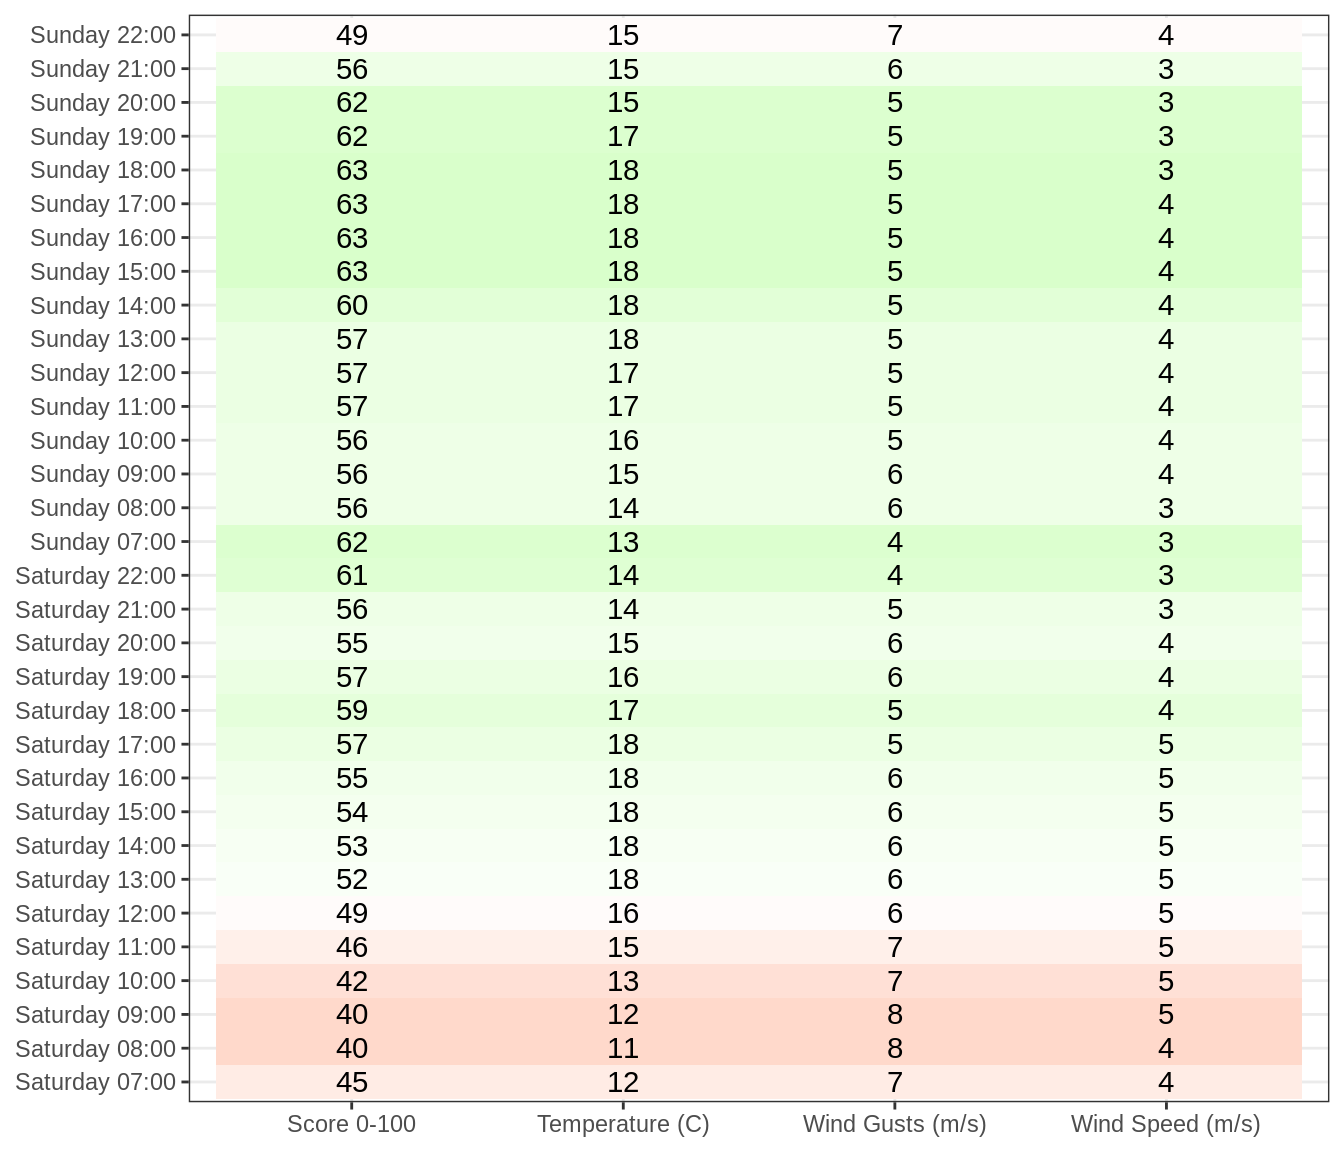 Sunday 22:00 49 15 7 4
Sunday 21:00 56 15 6 3
Sunday 20:00 62 15 5 3
Sunday 19:00 62 17 5 3
Sunday 18:00 63 18 5 3
Sunday 17:00 63 18 5 4
Sunday 16:00 63 18 5 4
Sunday 15:00 63 18 5 4
Sunday 14:00 60 18 5 4
Sunday 13:00 57 18 5 4
Sunday 12:00 57 17 5 4
Sunday 11:00 57 17 5 4
Sunday 10:00 56 16 5 4
Sunday 09:00 56 15 6 4
Sunday 08:00 56 14 6 3
Sunday 07:00 62 13 4 3
Saturday 22:00 61 14 4 3
Saturday 21:00 56 14 5 3
Saturday 20:00 55 15 6 4
Saturday 19:00 57 16 6 4
Saturday 18:00 59 17 5 4
Saturday 17:00 57 18 5 5
Saturday 16:00 55 18 6 5
Saturday 15:00 54 18 6 5
Saturday 14:00 53 18 6 5
Saturday 13:00 52 18 6 5
Saturday 12:00 49 16 6 5
Saturday 11:00 46 15 7 5
Saturday 10:00 42 13 7 5
Saturday 09:00 40 12 8 5
Saturday 08:00 40 11 8 4
Saturday 07:00 45 12 7 4
Score 0-100 Temperature (C) Wind Gusts (m/s) Wind Speed (m/s)